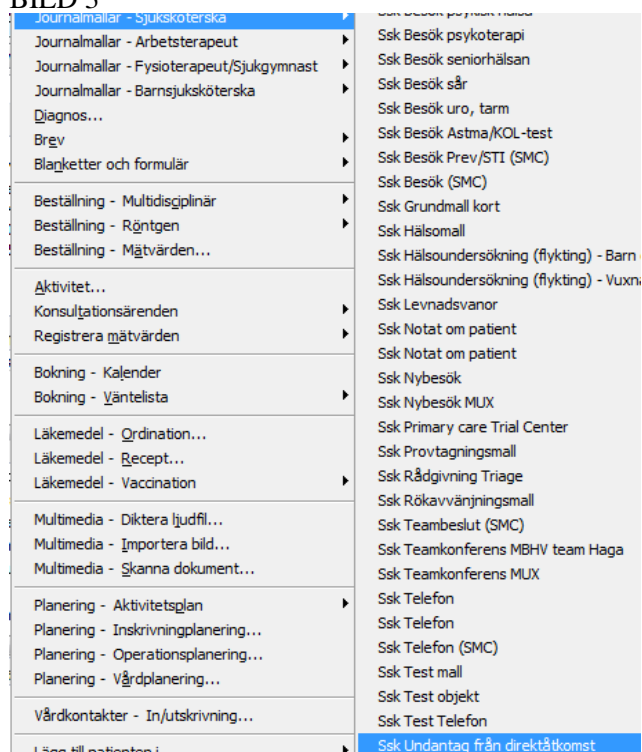 BILD 3
Journalmallar - Sjuksköterska
Journalmallar - Arbetsterapeut
Journalmallar - Fysioterapeut/Sjukgymnast
Journalmallar - Barnsjuksköterska
Diagnos...
Brev
Blanketter och formulär
Beställning - Multidisciplinär
Beställning - Röntgen
Beställning - Mätvärden...
Aktivitet...
Konsultationsärenden
Registrera mätvärden
Bokning - Kalender
Bokning - Väntelista
Läkemedel - Ordination...
Läkemedel - Recept...
Läkemedel - Vaccination
Multimedia - Diktera ljudfil...
Multimedia - Importera bild...
Multimedia - Skanna dokument...
Planering - Aktivitetsplan
Planering - Inskrivningplanering...
Planering - Operationsplanering...
Planering - Vårdplanering...
Vårdkontakter - In/utskrivning...
Lägg till patienten i
Ssk Besök psykisk hälsa
Ssk Besök psykoterapi
Ssk Besök seniorhälsan
Ssk Besök sår
Ssk Besök uro, tarm
Ssk Besök Astma/KOL-test
Ssk Besök Prev/STI (SMC)
Ssk Besök (SMC)
Ssk Grundmall kort
Ssk Hälsomall
Ssk Hälsoundersökning (flykting) - Barn
Ssk Hälsoundersökning (flykting) - Vuxna
Ssk Levnadsvanor
Ssk Notat om patient
Ssk Notat om patient
Ssk Nybesök
Ssk Nybesök MUX
Ssk Primary care Trial Center
Ssk Provtagningsmall
Ssk Rådgivning Triage
Ssk Rökavvänjningsmall
Ssk Teambeslut (SMC)
Ssk Teamkonferens MBHV team Haga
Ssk Teamkonferens MUX
Ssk Telefon
Ssk Telefon
Ssk Telefon (SMC)
Ssk Test mall
Ssk Test objekt
Ssk Test Telefon
Ssk Undantag från direktåtkomst